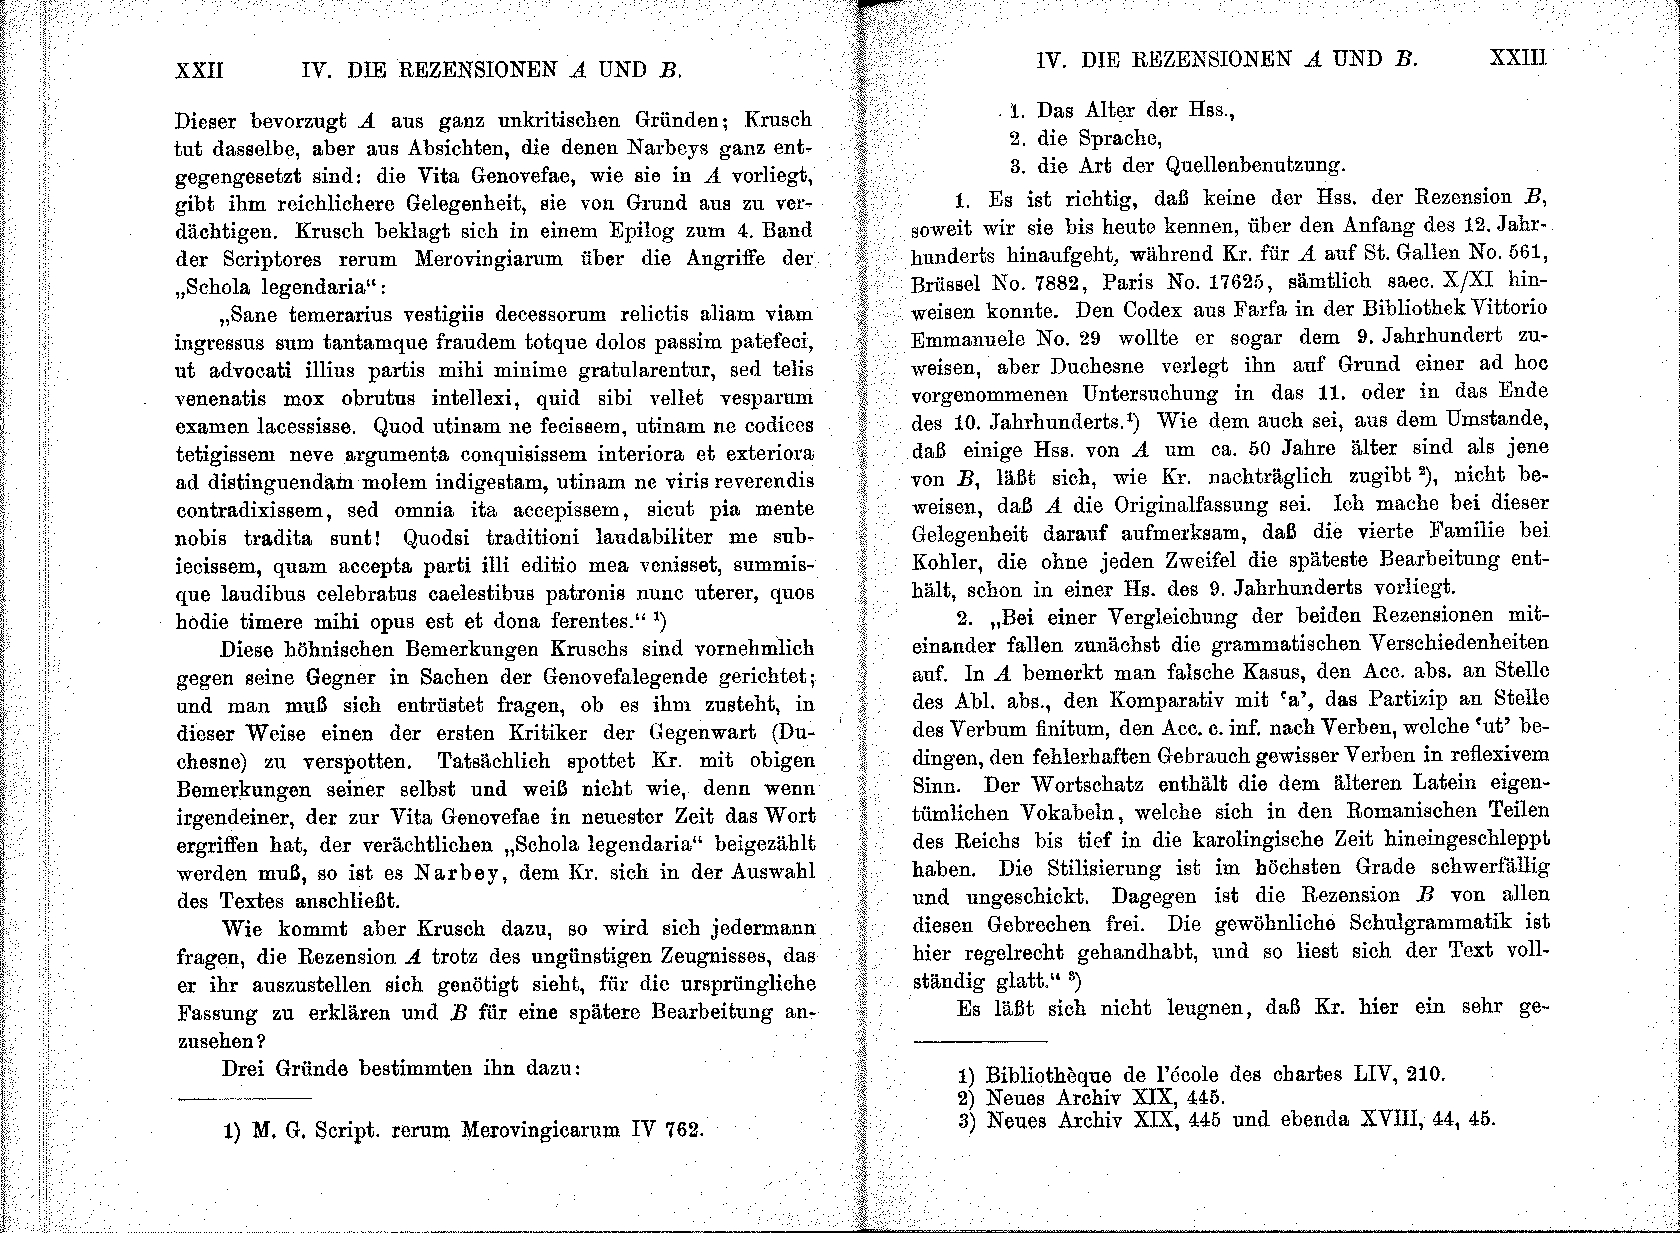 XXII IV. DIE REZENSIONEN A UND B.
Dieser bevorzugt A aus ganz unkritischen Gründen; Krusch
tut dasselbe, aber aus Absichten, die denen Narbeys ganz ent-
gegengesetzt sind: die Vita Genovefae, wie sie in A vorliegt,
gibt ihm reichlichere Gelegenheit, sie von Grund aus zu ver-
dächtigen. Krusch beklagt sich in einem Epilog zum 4. Band
der Scriptores rerum Merovingiarum über die Angriffe der
„Schola legendaria“:
„Sane temerarius vestigiis decessorum relictis aliam viam
ingressus sum tantamque fraudem totque dolos passim patefeci,
ut advocati illius partis mihi minime gratularentur, sed telis
venenatis mox obrutus intellexi, quid sibi vellet vesparum
examen lacessisse. Quod utinam ne fecissem, utinam ne codices
tetigissem neve argumenta conquisissem interiora et exteriora
ad distinguendam molem indigestam, utinam ne viris reverendis
contradixissem, sed omnia ita accepissem, sicut pia mente
nobis tradita sunt! Quodsi traditioni laudabiliter me sub-
iecissem, quam accepta parti illi editio mea venisset, summis-
que laudibus celebratus caelestibus patronis nunc uterer, quos
hodie timere mihi opus est et dona ferentes.“ ¹)
Diese höhnischen Bemerkungen Kruschs sind vornehmlich
gegen seine Gegner in Sachen der Genovefalegende gerichtet;
und man muß sich entrüstet fragen, ob es ihm zusteht, in
dieser Weise einen der ersten Kritiker der Gegenwart (Du-
chesne) zu verspotten. Tatsächlich spottet Kr. mit obigen
Bemerkungen seiner selbst und weiß nicht wie, denn wenn
irgendeiner, der zur Vita Genovefae in neuester Zeit das Wort
ergriffen hat, der verächtlichen „Schola legendaria“ beigezählt
werden muß, so ist es Narbey, dem Kr. sich in der Auswahl
des Textes anschließt.
Wie kommt aber Krusch dazu, so wird sich jedermann
fragen, die Rezension A trotz des ungünstigen Zeugnisses, das
er ihr auszustellen sich genötigt sieht, für die ursprüngliche
Fassung zu erklären und B für eine spätere Bearbeitung an-
zusehen?
Drei Gründe bestimmten ihn dazu:
1) M. G. Script. rerum Merovingicarum IV 762.
IV. DIE REZENSIONEN A UND B. XXIII
1. Das Alter der Hss.,
2. die Sprache,
3. die Art der Quellenbenutzung.
1. Es ist richtig, daß keine der Hss. der Rezension B,
soweit wir sie bis heute kennen, über den Anfang des 12. Jahr-
hunderts hinaufgeht, während Kr. für A auf St. Gallen No. 561,
Brüssel No. 7882, Paris No. 17625, sämtlich saec. X/XI hin-
weisen konnte. Den Codex aus Farfa in der Bibliothek Vittorio
Emmanuele No. 29 wollte er sogar dem 9. Jahrhundert zu-
weisen, aber Duchesne verlegt ihn auf Grund einer ad hoc
vorgenommenen Untersuchung in das 11. oder in das Ende
des 10. Jahrhunderts.¹) Wie dem auch sei, aus dem Umstande,
daß einige Hss. von A um ca. 50 Jahre älter sind als jene
von B, läßt sich, wie Kr. nachträglich zugibt ²), nicht be-
weisen, daß A die Originalfassung sei. Ich mache bei dieser
Gelegenheit darauf aufmerksam, daß die vierte Familie bei
Kohler, die ohne jeden Zweifel die späteste Bearbeitung ent-
hält, schon in einer Hs. des 9. Jahrhunderts vorliegt.
2. „Bei einer Vergleichung der beiden Rezensionen mit-
einander fallen zunächst die grammatischen Verschiedenheiten
auf. In A bemerkt man falsche Kasus, den Acc. abs. an Stelle
des Abl. abs., den Komparativ mit ‘a’, das Partizip an Stelle
des Verbum finitum, den Acc. c. inf. nach Verben, welche ‘ut’ be-
dingen, den fehlerhaften Gebrauch gewisser Verben in reflexivem
Sinn. Der Wortschatz enthält die dem älteren Latein eigen-
tümlichen Vokabeln, welche sich in den Romanischen Teilen
des Reichs bis tief in die karolingische Zeit hineingeschleppt
haben. Die Stilisierung ist im höchsten Grade schwerfällig
und ungeschickt. Dagegen ist die Rezension B von allen
diesen Gebrechen frei. Die gewöhnliche Schulgrammatik ist
hier regelrecht gehandhabt, und so liest sich der Text voll-
ständig glatt.“ ³)
Es läßt sich nicht leugnen, daß Kr. hier ein sehr ge-
1) Bibliothèque de l'école des chartes LIV, 210.
2) Neues Archiv XIX, 445.
3) Neues Archiv XIX, 445 und ebenda XVIII, 44, 45.